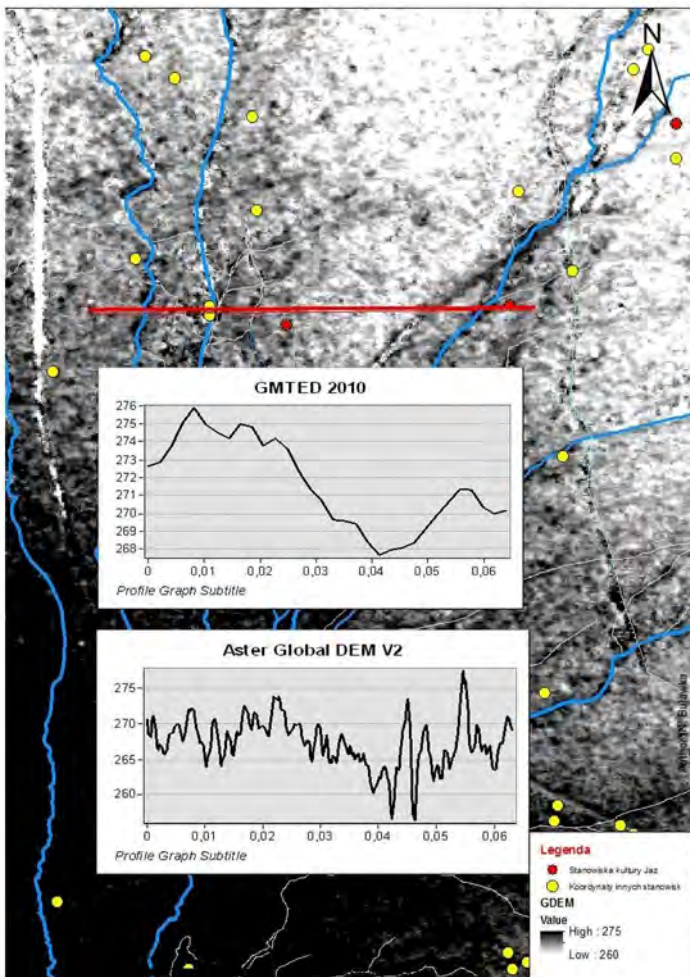 N
GMTED 2010
276
275
274
273
272
271
270
269
268
0 0,01 0,02 0,03 0,04 0,05 0,06
Profile Graph Subtitle
Aster Global DEM V2
275
270
265
260
0 0,01 0,02 0,03 0,04 0,05 0,06
Profile Graph Subtitle
Legenda
Stanowiska kultury Jaz
Koordynaty innych stanowisk
GDEM
Value
High : 275
Low : 260